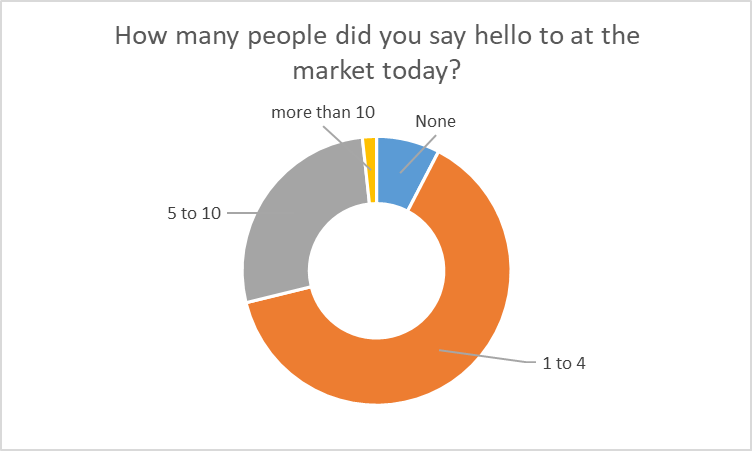 How many people did you say hello to at the
market today?
more than 10
None
5 to 10
1 to 4